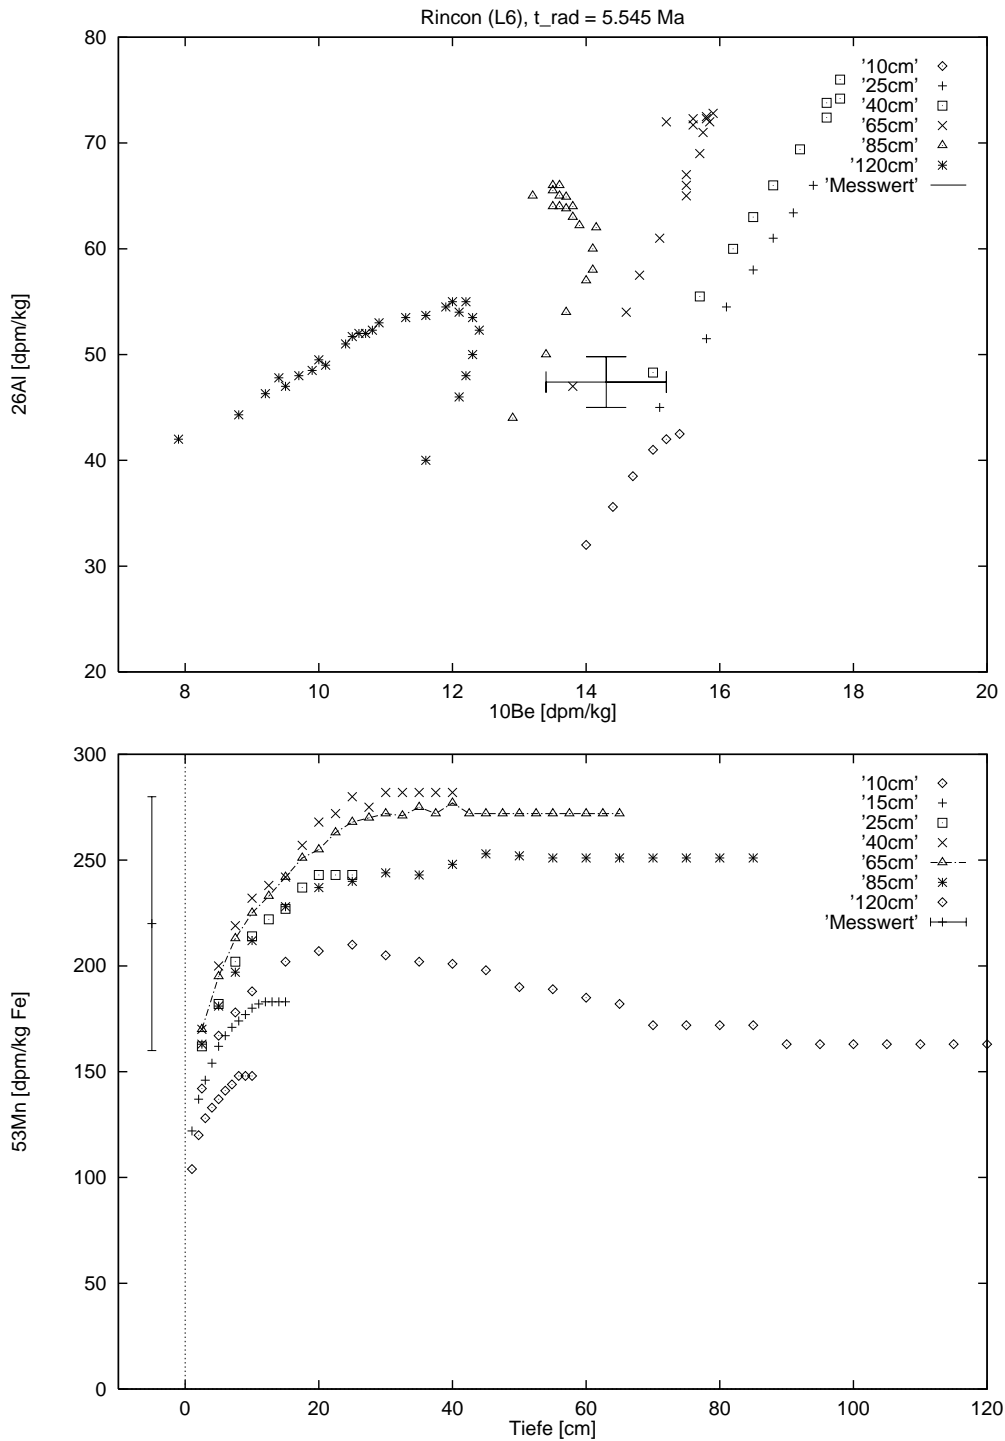 Rincon (L6), t_rad = 5.545 Ma
80
70
60
50
40
30
20
26Al [dpm/kg]
'10cm'
'25cm'
'40cm'
'65cm'
'85cm'
'120cm'
'Messwert'
8 10 12 14 16 18 20
10Be [dpm/kg]
300
250
200
150
100
50
0
53Mn [dpm/kg Fe]
'10cm'
'15cm'
'25cm'
'40cm'
'65cm'
'85cm'
'120cm'
'Messwert'
0 20 40 60 80 100 120
Tiefe [cm]